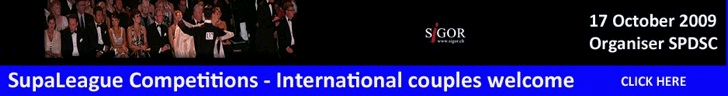 17 October 2009
SiGOR
www.sigor.ch
Organiser SPDSC
SupaLeague Competitions - International couples welcome
CLICK HERE